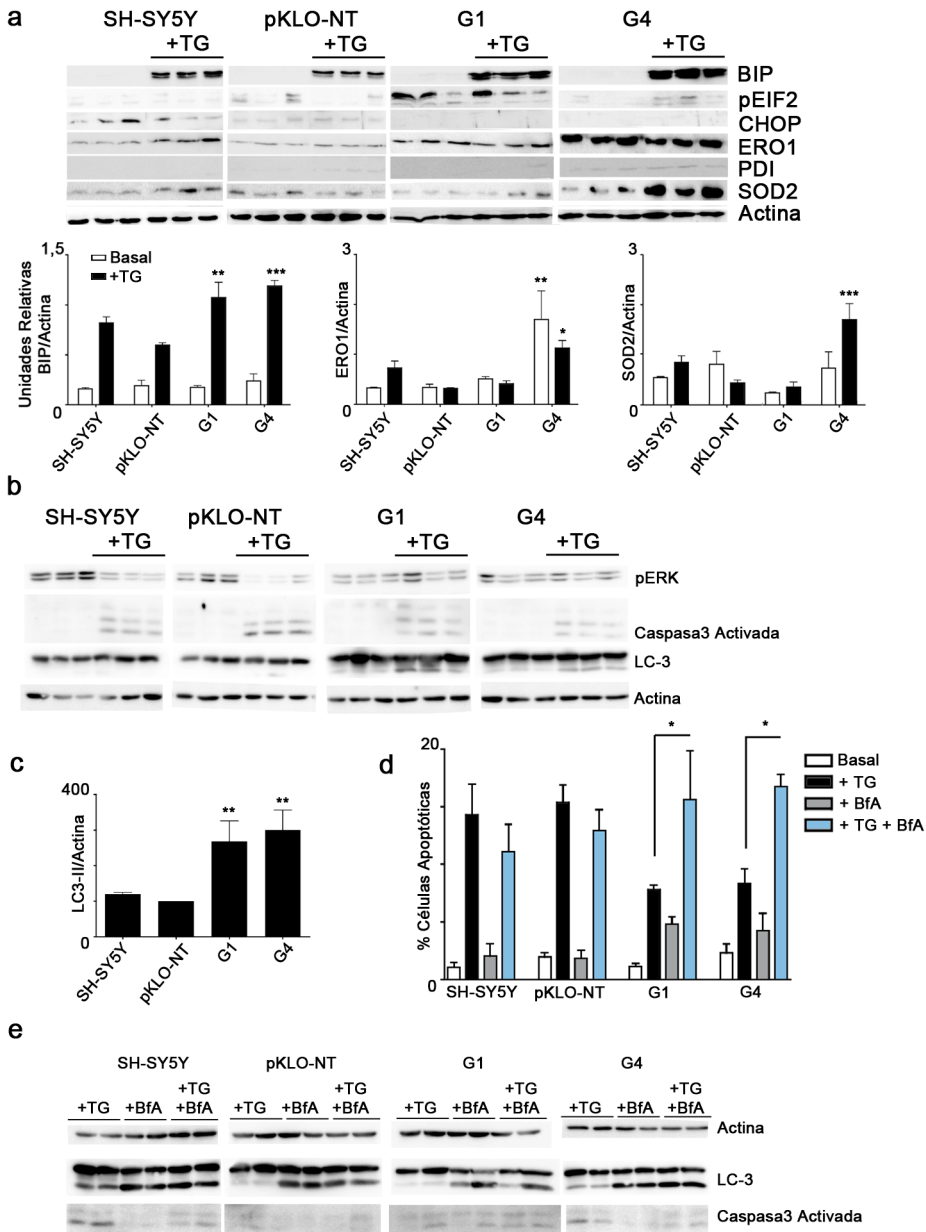 a
SH-SY5Y pKLO-NT G1 G4
+TG +TG +TG +TG
BIP
pEIF2
CHOP
ERO1
PDI
SOD2
Actina
Unidades Relativas
BIP/Actina
1,5
0
Basal
+TG
** ***
SH-SY5Y pKLO-NT G1 G4
ERO1/Actina
3
0
** *
SH-SY5Y pKLO-NT G1 G4
SOD2/Actina
3
0
***
SH-SY5Y pKLO-NT G1 G4
b
SH-SY5Y pKLO-NT G1 G4
+TG +TG +TG +TG
pERK
Caspasa3 Activada
LC-3
Actina
c
LC3-II/Actina
400
0
** **
SH-SY5Y pKLO-NT G1 G4
d
% Células Apoptóticas
20
0
* *
Basal
+ TG
+ BfA
+ TG + BfA
SH-SY5Y pKLO-NT G1 G4
e
SH-SY5Y pKLO-NT G1 G4
+TG +BfA +TG +BfA +TG +BfA +TG +BfA +TG +BfA +TG +BfA +TG +BfA +TG +BfA
Actina
LC-3
Caspasa3 Activada